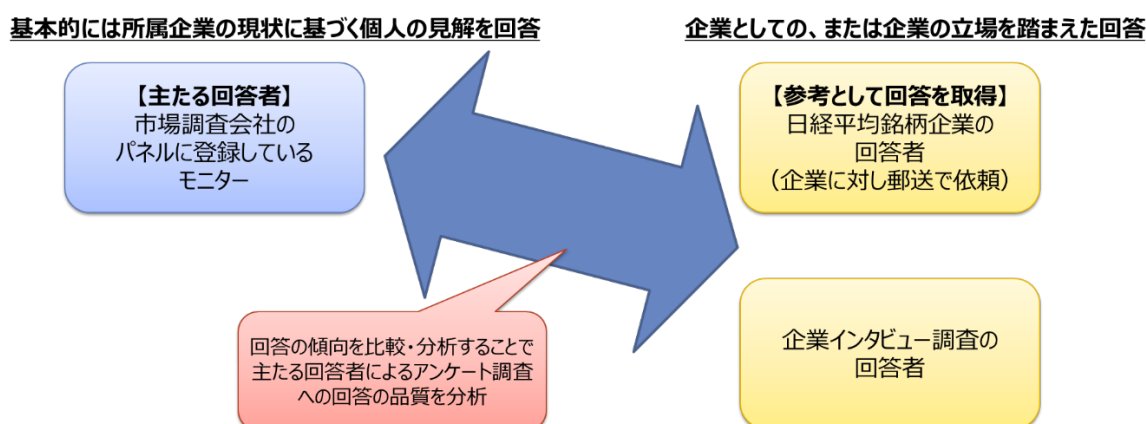 基本的には所属企業の現状に基づく個人の見解を回答
企業としての、または企業の立場を踏まえた回答
【主たる回答者】
市場調査会社の
パネルに登録している
モニター
【参考として回答を取得】
日経平均銘柄企業の
回答者
（企業に対し郵送で依頼）
回答の傾向を比較・分析することで
主たる回答者によるアンケート調査
への回答の品質を分析
企業インタビュー調査の
回答者